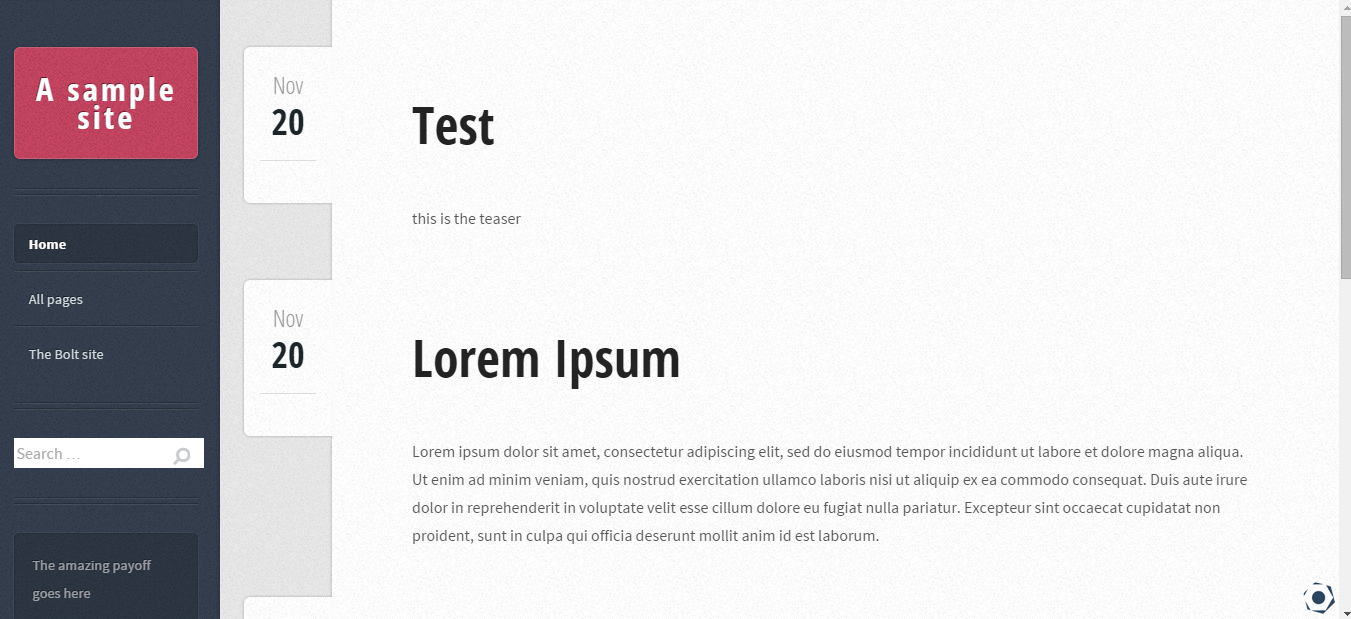 A sample
site
Home
All pages
The Bolt site
Search …
The amazing payoff
goes here
Nov
20
Test
this is the teaser
Nov
20
Lorem Ipsum
Lorem ipsum dolor sit amet, consectetur adipiscing elit, sed do eiusmod tempor incididunt ut labore et dolore magna aliqua.
Ut enim ad minim veniam, quis nostrud exercitation ullamco laboris nisi ut aliquip ex ea commodo consequat. Duis aute irure
dolor in reprehenderit in voluptate velit esse cillum dolore eu fugiat nulla pariatur. Excepteur sint occaecat cupidatat non
proident, sunt in culpa qui officia deserunt mollit anim id est laborum.